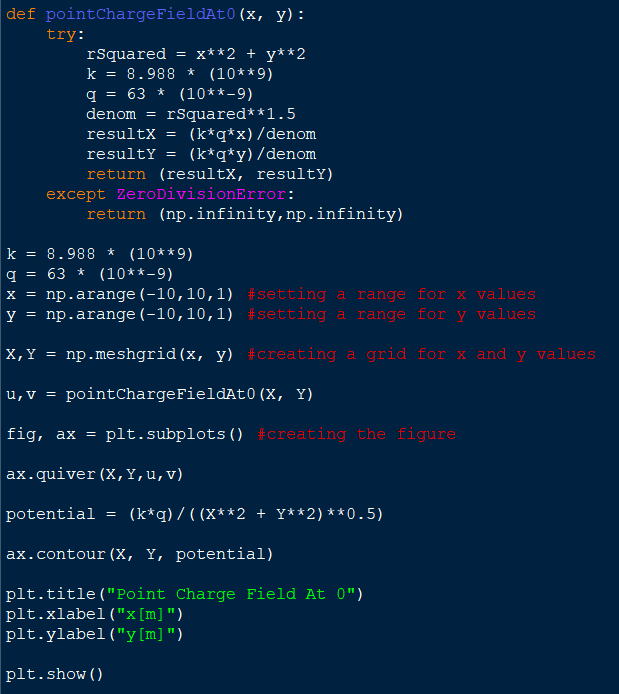 def pointChargeFieldAt0(x, y):
    try:
        rSquared = x**2 + y**2
        k = 8.988 * (10**9)
        q = 63 * (10**-9)
        denom = rSquared**1.5
        resultX = (k*q*x)/denom
        resultY = (k*q*y)/denom
        return (resultX, resultY)
    except ZeroDivisionError:
        return (np.infinity,np.infinity)

k = 8.988 * (10**9)
q = 63 * (10**-9)
x = np.arange(-10,10,1) #setting a range for x values
y = np.arange(-10,10,1) #setting a range for y values

X,Y = np.meshgrid(x, y) #creating a grid for x and y values

u,v = pointChargeFieldAt0(X, Y)

fig, ax = plt.subplots() #creating the figure

ax.quiver(X,Y,u,v)

potential = (k*q)/((X**2 + Y**2)**0.5)

ax.contour(X, Y, potential)

plt.title("Point Charge Field At 0")
plt.xlabel("x[m]")
plt.ylabel("y[m]")

plt.show()